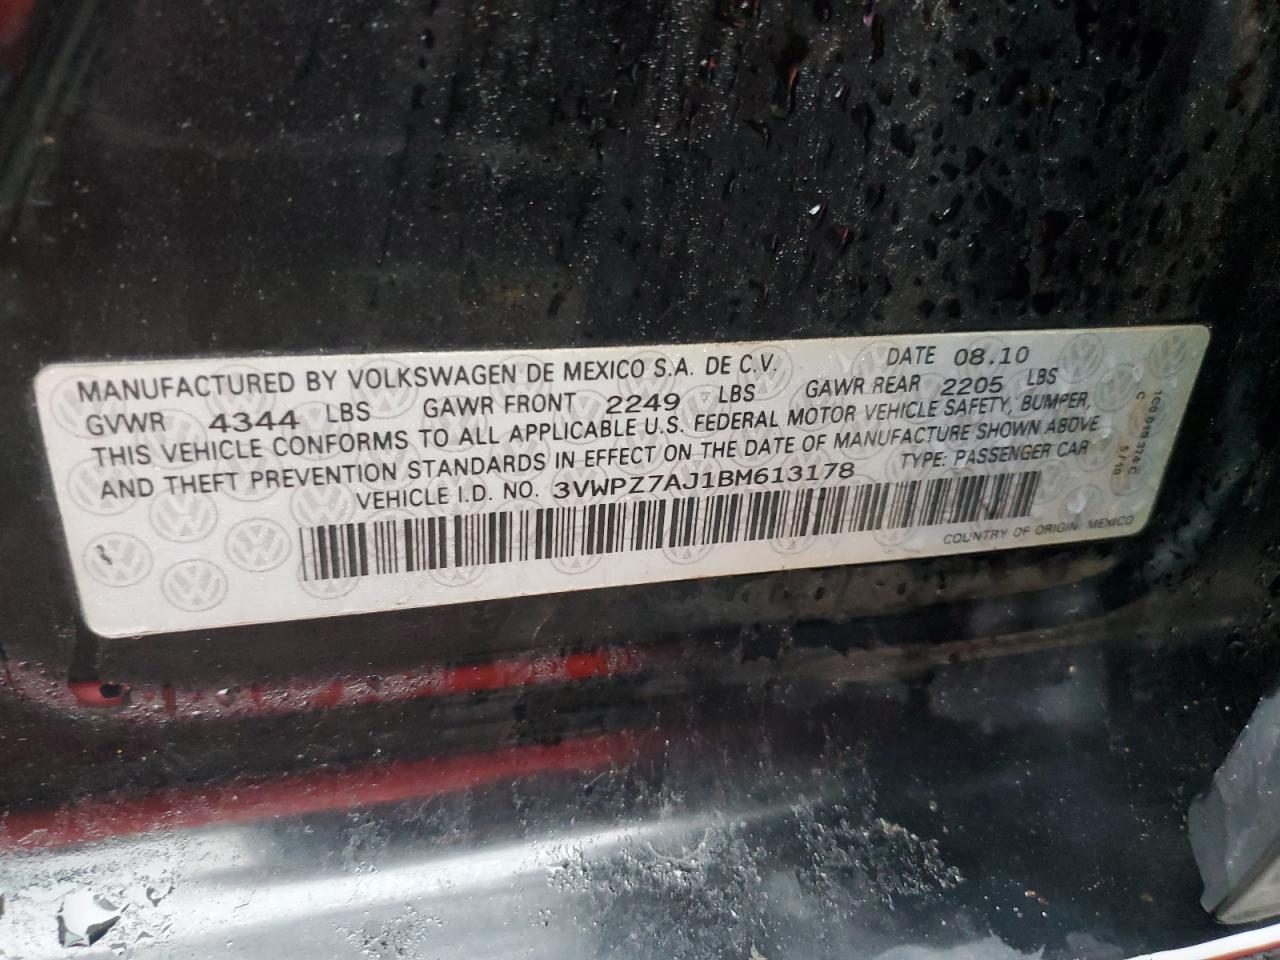 MANUFACTURED BY VOLKSWAGEN DE MEXICO S.A. DE C.V. DATE 08.10
GVWR 4344 LBS GAWR FRONT 2249 LBS GAWR REAR 2205 LBS
THIS VEHICLE CONFORMS TO ALL APPLICABLE U.S. FEDERAL MOTOR VEHICLE SAFETY, BUMPER,
AND THEFT PREVENTION STANDARDS IN EFFECT ON THE DATE OF MANUFACTURE SHOWN ABOVE.
VEHICLE I.D. NO. 3VWPZ7AJ1BM613178 TYPE: PASSENGER CAR
COUNTRY OF ORIGIN: MEXICO
5/10